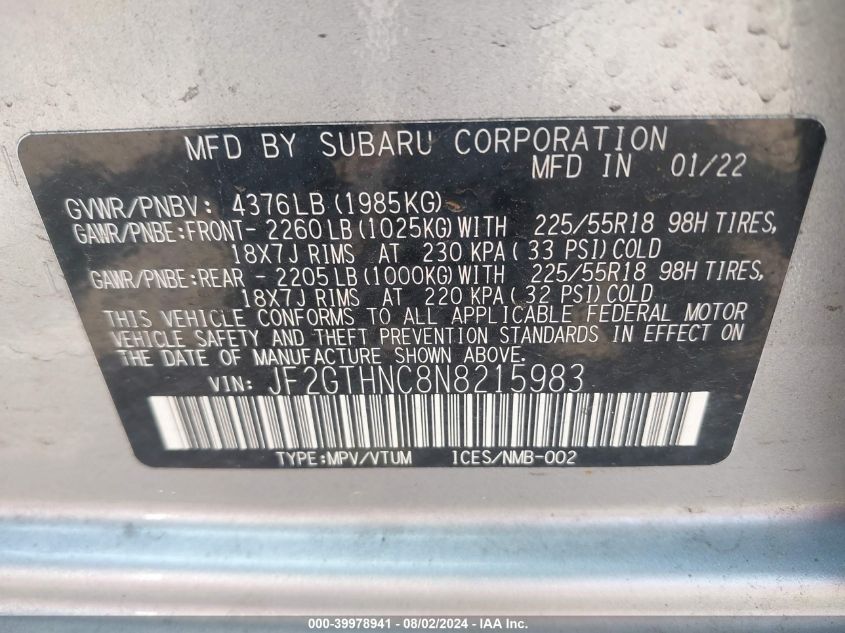 MFD BY SUBARU CORPORATION
MFD IN 01/22
GVWR/PNBV: 4376LB (1985KG)
GAWR/PNBE:FRONT- 2260LB (1025KG) WITH 225/55R18 98H TIRES,
18X7J RIMS AT 230 KPA( 33 PSI) COLD
GAWR/PNBE:REAR - 2205LB (1000KG) WITH 225/55R18 98H TIRES,
18X7J RIMS AT 220 KPA( 32 PSI) COLD
THIS VEHICLE CONFORMS TO ALL APPLICABLE FEDERAL MOTOR
VEHICLE SAFETY AND THEFT PREVENTION STANDARDS IN EFFECT ON
THE DATE OF MANUFACTURE SHOWN ABOVE.
VIN: JF2GTHNC8N8215983
TYPE:MPV/VTUM ICES/NMB-002
000-39978941 - 08/02/2024 - IAA Inc.